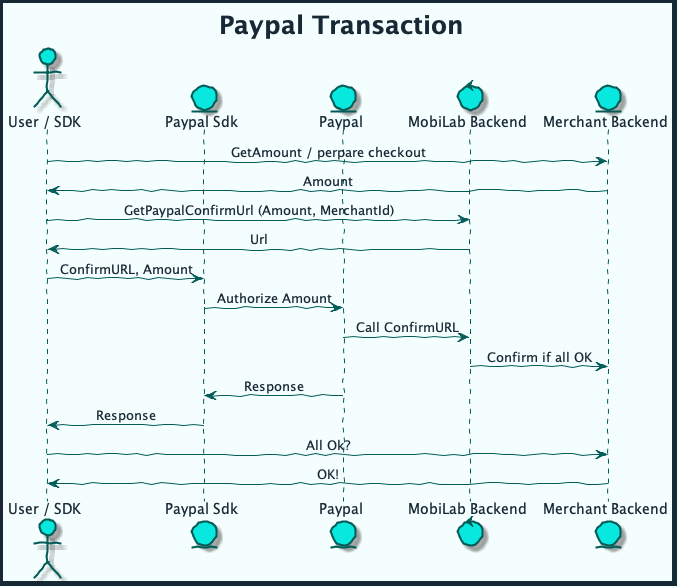 Paypal Transaction
User / SDK
Paypal Sdk
Paypal
MobiLab Backend
Merchant Backend
GetAmount / perpare checkout
Amount
GetPaypalConfirmUrl (Amount, MerchantId)
Url
ConfirmURL, Amount
Authorize Amount
Call ConfirmURL
Confirm if all OK
Response
Response
All Ok?
OK!
User / SDK
Paypal Sdk
Paypal
MobiLab Backend
Merchant Backend